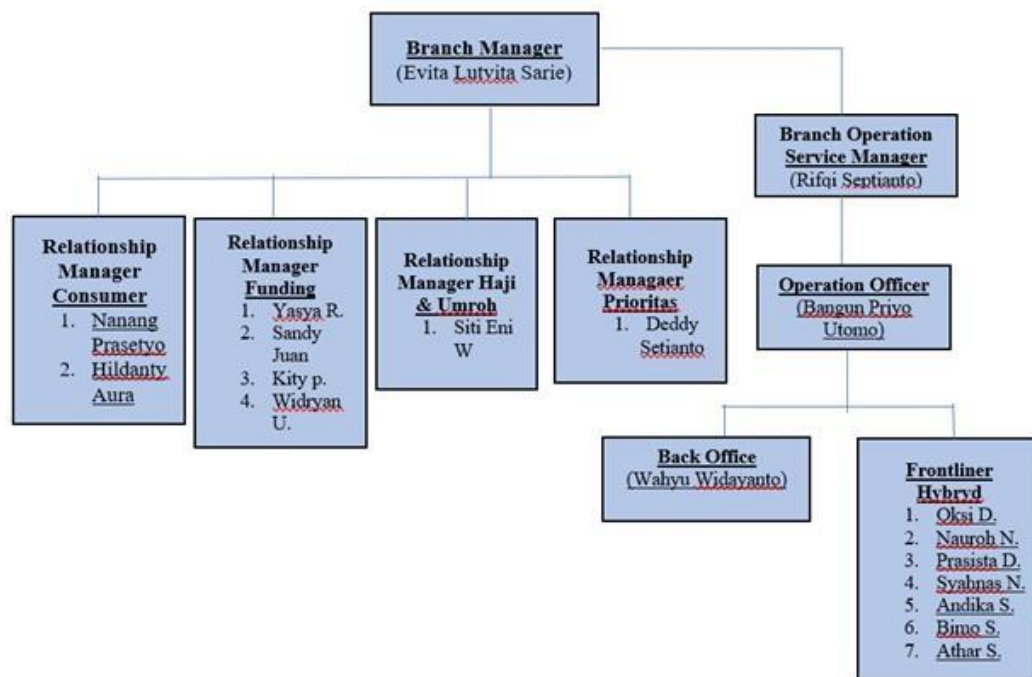 Branch Manager
(Evita Lutvita Sarie)
Branch Operation
Service Manager
(Rifqi Septianto)
Relationship
Manager
Consumer
1. Nanang
Prasetyo
2. Hildanty
Aura
Relationship
Manager
Funding
1. Yasya R.
2. Sandy
Juan
3. Kity p.
4. Widryan
U.
Relationship
Manager Haji
& Umroh
1. Siti Eni
W
Relationship
Managaer
Prioritas
1. Deddy
Setianto
Operation Officer
(Bangun Priyo
Utomo)
Back Office
(Wahyu Widayanto)
Frontliner
Hybryd
1. Oksi D.
2. Nauroh N.
3. Prasista D.
4. Syahnas N.
5. Andika S.
6. Bimo S.
7. Athar S.